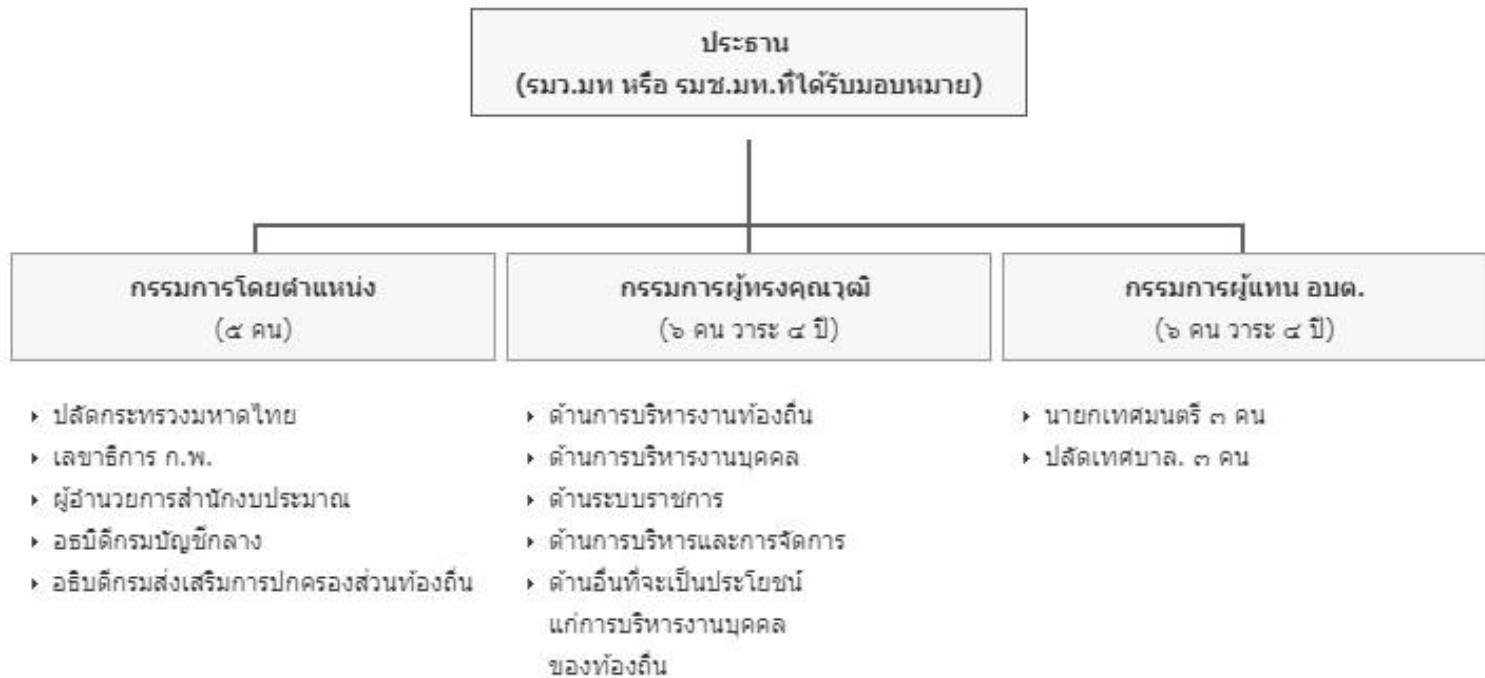 ประธาน
(รมว.มท หรือ รมช.มท.ที่ได้รับมอบหมาย)
กรรมการโดยตำแหน่ง
(๕ คน)
ปลัดกระทรวงมหาดไทย
เลขาธิการ ก.พ.
ผู้อำนวยการสำนักงบประมาณ
อธบิดีกรมบัญชีกลาง
อธิบดีกรมส่งเสริมการปกครองส่วนท้องถิ่น
กรรมการผู้ทรงคุณวุฒิ
(๖ คน วาระ ๔ ปี)
ด้านการบริหารงานท้องถิ่น
ด้านการบริหารงานบุคคล
ด้านระบบราชการ
ด้านการบริหารและการจัดการ
ด้านอื่นที่จะเป็นประโยชน์
แก่การบริหารงานบุคคล
ของท้องถิ่น
กรรมการผู้แทน อบต.
(๖ คน วาระ ๔ ปี)
นายกเทศมนตรี ๓ คน
ปลัดเทศบาล. ๓ คน